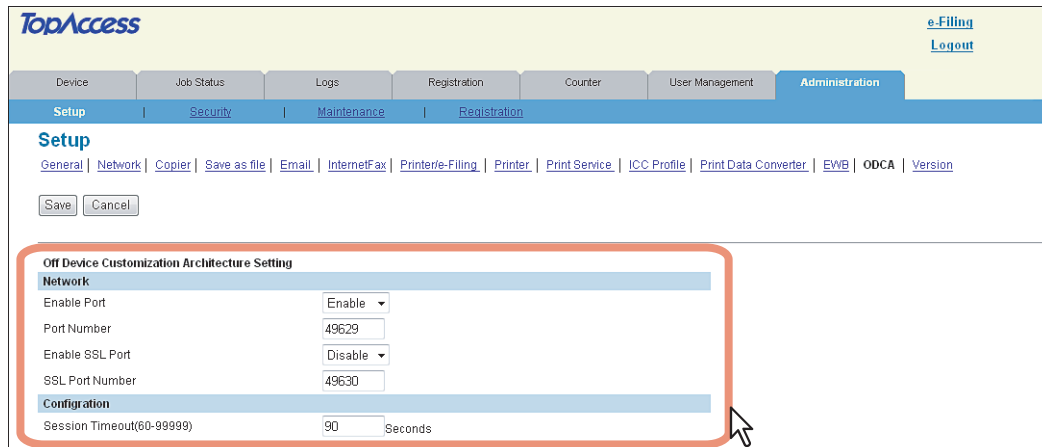 TopAccess
e-Filing
Logout
Device Job Status Logs Registration Counter User Management Administration
Setup | Security | Maintenance | Registration
Setup
General | Network | Copier | Save as file | Email | InternetFax | Printer/e-Filing | Printer | Print Service | ICC Profile | Print Data Converter | EWB | ODCA | Version
Save Cancel
Off Device Customization Architecture Setting
Network
Enable Port Enable
Port Number 49629
Enable SSL Port Disable
SSL Port Number 49630
Configration
Session Timeout(60-99999) 90 Seconds